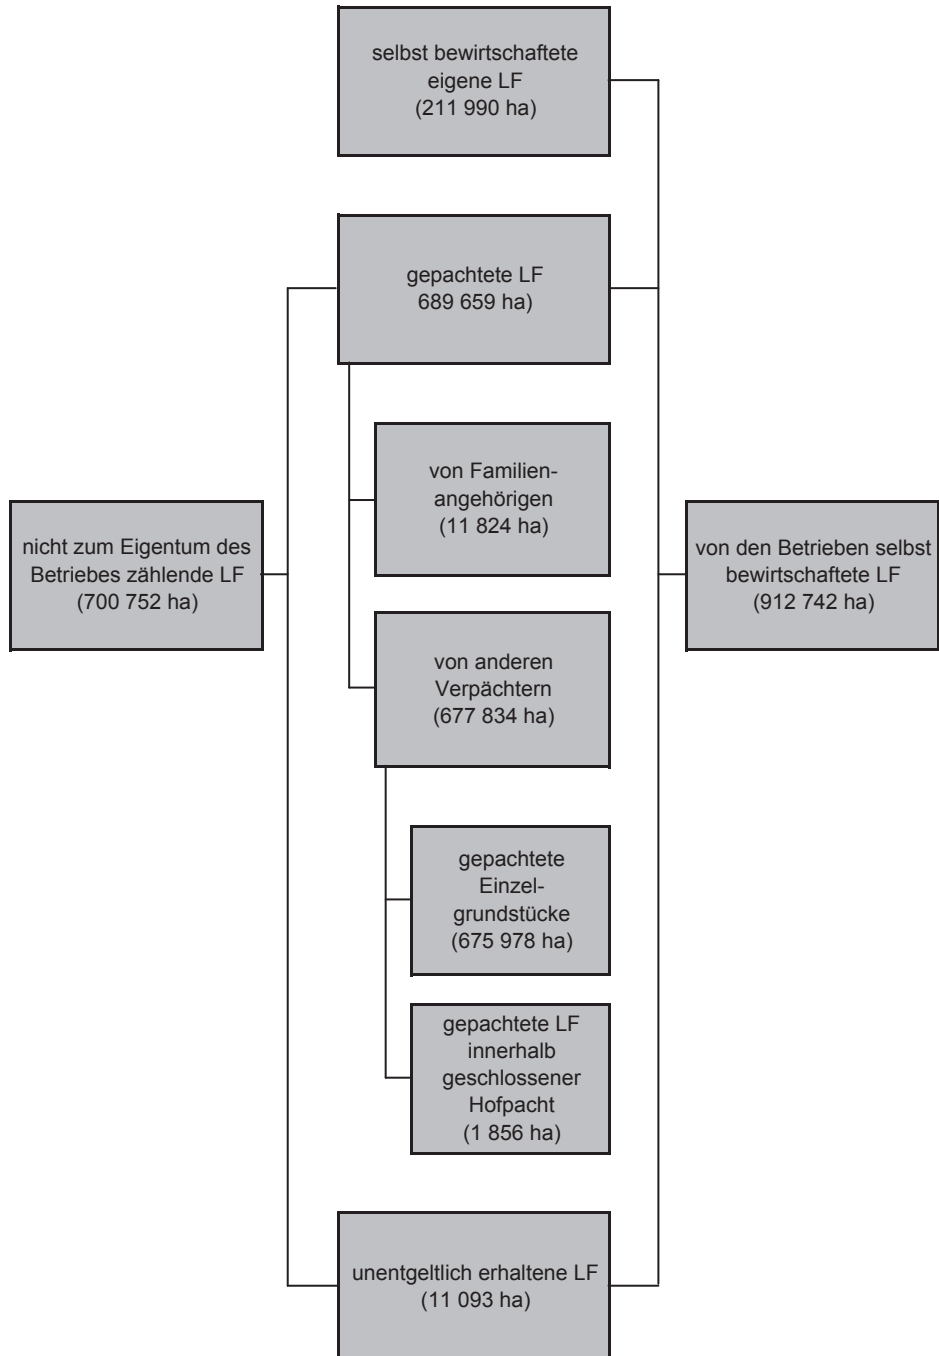 selbst bewirtschaftete
eigene LF
(211 990 ha)
gepachtete LF
689 659 ha)
von Familien-
angehörigen
(11 824 ha)
nicht zum Eigentum des
Betriebes zählende LF
(700 752 ha)
von den Betrieben selbst
bewirtschaftete LF
(912 742 ha)
von anderen
Verpächtern
(677 834 ha)
gepachtete
Einzel-
grundstücke
(675 978 ha)
gepachtete LF
innerhalb
geschlossener
Hofpacht
(1 856 ha)
unentgeltlich erhaltene LF
(11 093 ha)